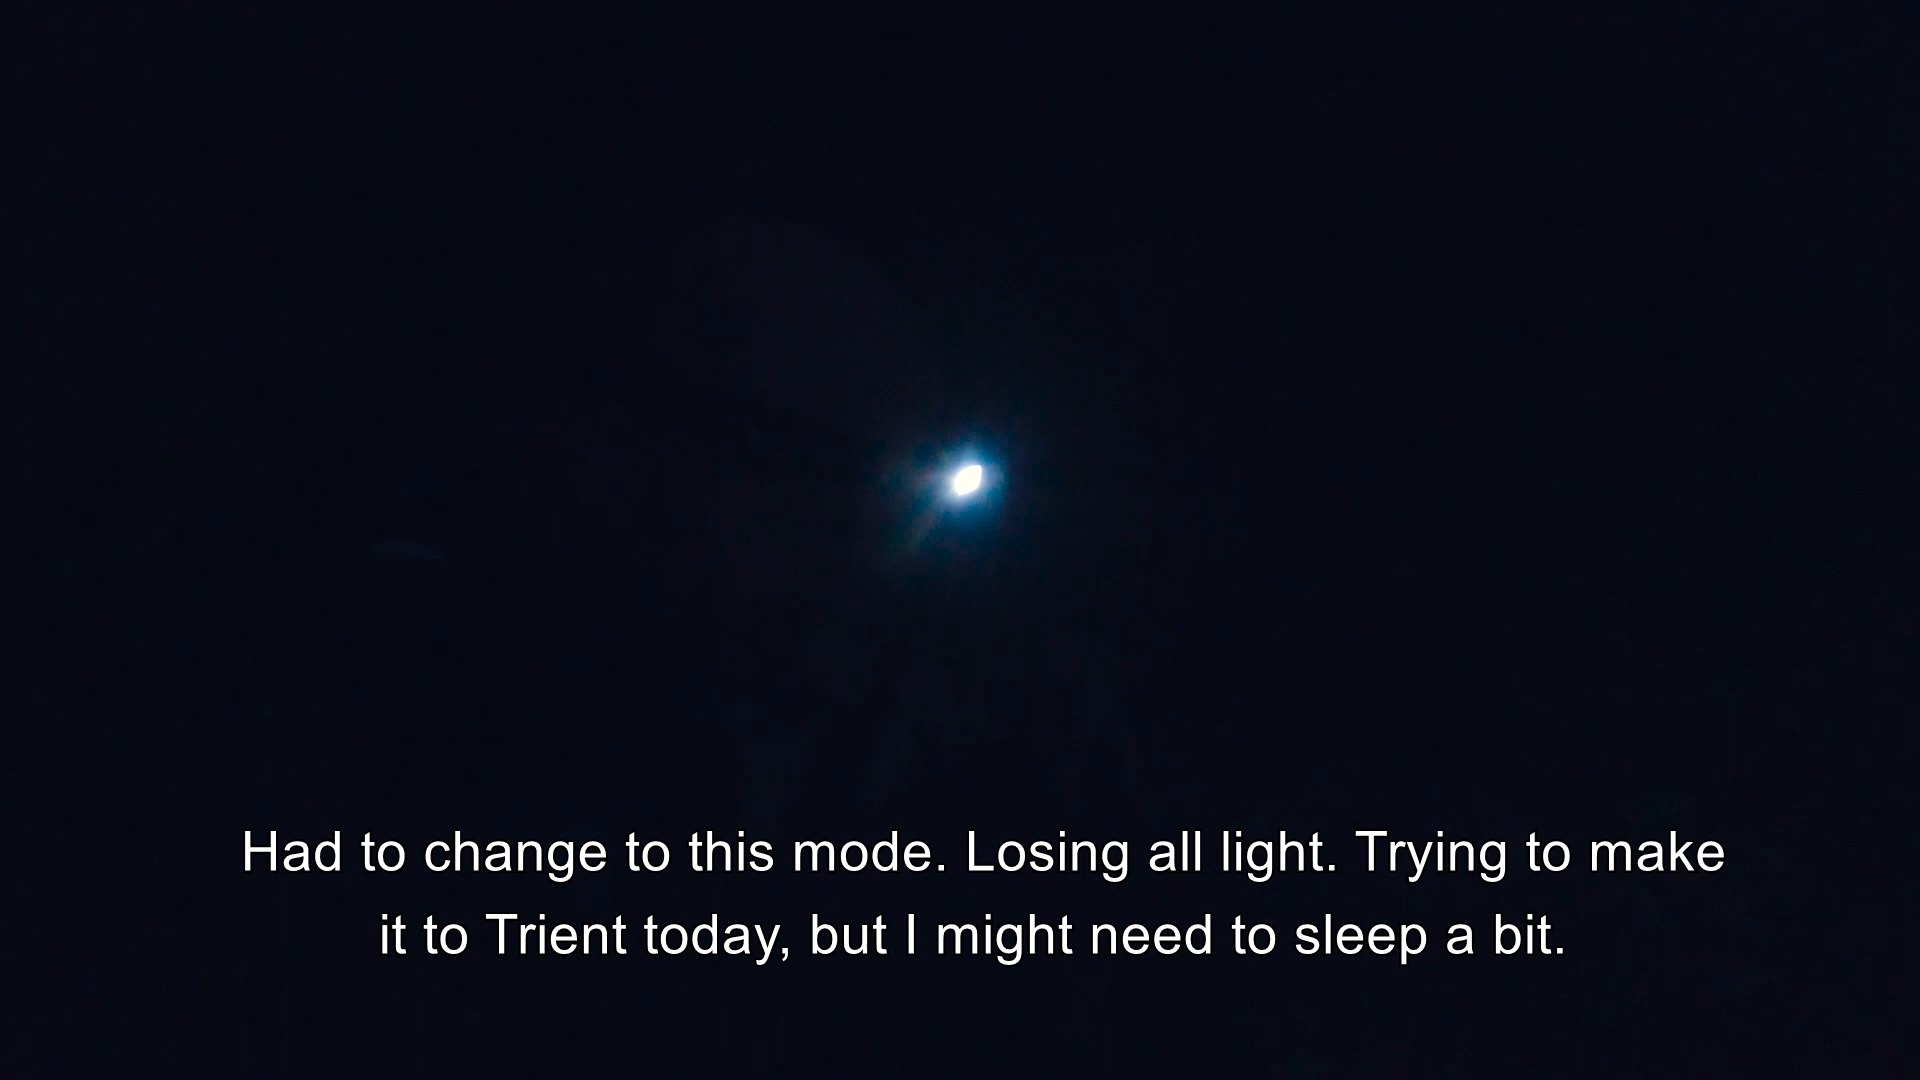 Had to change to this mode. Losing all light. Trying to make
it to Trient today, but I might need to sleep a bit.